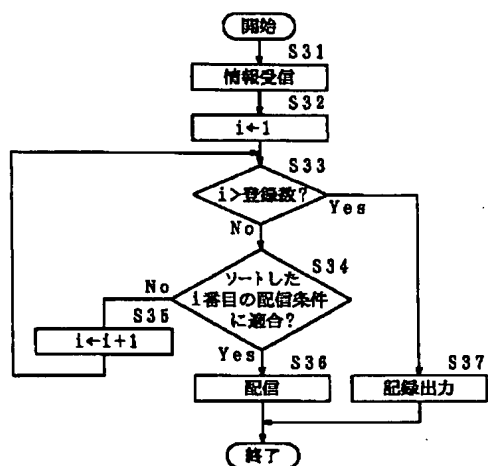 開始
S31
情報受信
S32
i←1
S33
i>登録数?
Yes
No
S34
ソートした
i番目の配信条件
に適合?
No
S35
i←i+1
Yes
S36
配信
S37
記録出力
終了